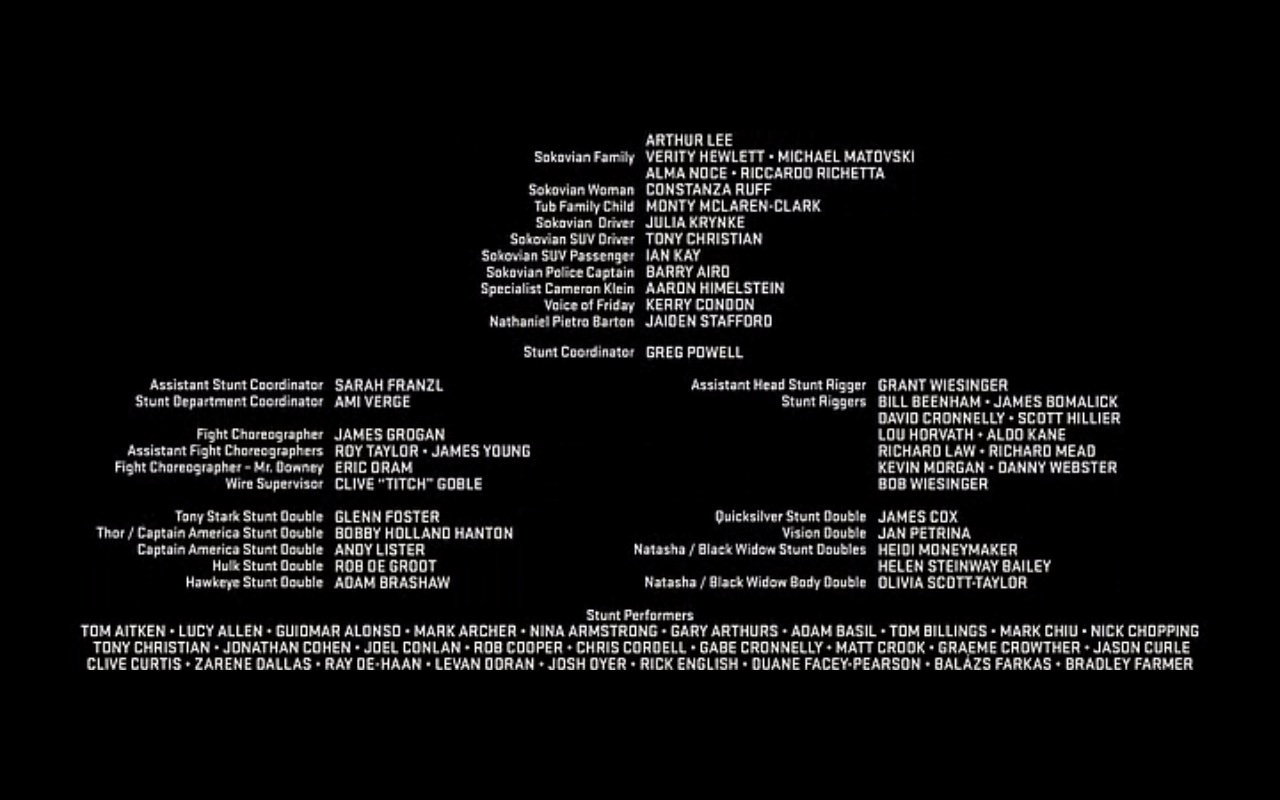 ARTHUR LEE
Sokovian Family VERITY HEWLETT • MICHAEL MATOVSKI
ALMA NOCE • RICCARDO RICHETTA
Sokovian Woman CONSTANZA RUFF
Tub Family Child MONTY MCLAREN-CLARK
Sokovian Driver JULIA KRYNKE
Sokovian SUV Driver TONY CHRISTIAN
Sokovian SUV Passenger IAN KAY
Sokovian Police Captain BARRY AIRD
Specialist Cameron Klein AARON HIMELSTEIN
Voice of Friday KERRY CONDON
Nathaniel Pietro Barton JAIDEN STAFFORD
Stunt Coordinator GREG POWELL
Assistant Stunt Coordinator SARAH FRANZL
Stunt Department Coordinator AMI VERGE
Fight Choreographer JAMES GROGAN
Assistant Fight Choreographers ROY TAYLOR • JAMES YOUNG
Fight Choreographer - Mr. Downey ERIC ORAM
Wire Supervisor CLIVE “TITCH” GOBLE
Tony Stark Stunt Double GLENN FOSTER
Thor / Captain America Stunt Double BOBBY HOLLAND HANTON
Captain America Stunt Double ANDY LISTER
Hulk Stunt Double ROB DE GROOT
Hawkeye Stunt Double ADAM BRASHAW
Assistant Head Stunt Rigger GRANT WIESINGER
Stunt Riggers BILL BEENHAM • JAMES BOMALICK
DAVID CRONNELLY • SCOTT HILLIER
LOU HORVATH • ALDO KANE
RICHARD LAW • RICHARD MEAD
KEVIN MORGAN • DANNY WEBSTER
BOB WIESINGER
Quicksilver Stunt Double JAMES COX
Vision Double JAN PETRINA
Natasha / Black Widow Stunt Doubles HEIDI MONEYMAKER
HELEN STEINWAY BAILEY
Natasha / Black Widow Body Double OLIVIA SCOTT-TAYLOR
Stunt Performers
TOM AITKEN • LUCY ALLEN • GUIOMAR ALONSO • MARK ARCHER • NINA ARMSTRONG • GARY ARTHURS • ADAM BASIL • TOM BILLINGS • MARK CHIU • NICK CHOPPING
TONY CHRISTIAN • JONATHAN COHEN • JOEL CONLAN • ROB COOPER • CHRIS CORDELL • GABE CRONNELLY • MATT CROOK • GRAEME CROWTHER • JASON CURLE
CLIVE CURTIS • ZARENE DALLAS • RAY DE-HAAN • LEVAN DORAN • JOSH DYER • RICK ENGLISH • DUANE FACEY-PEARSON • BALÁZS FARKAS • BRADLEY FARMER